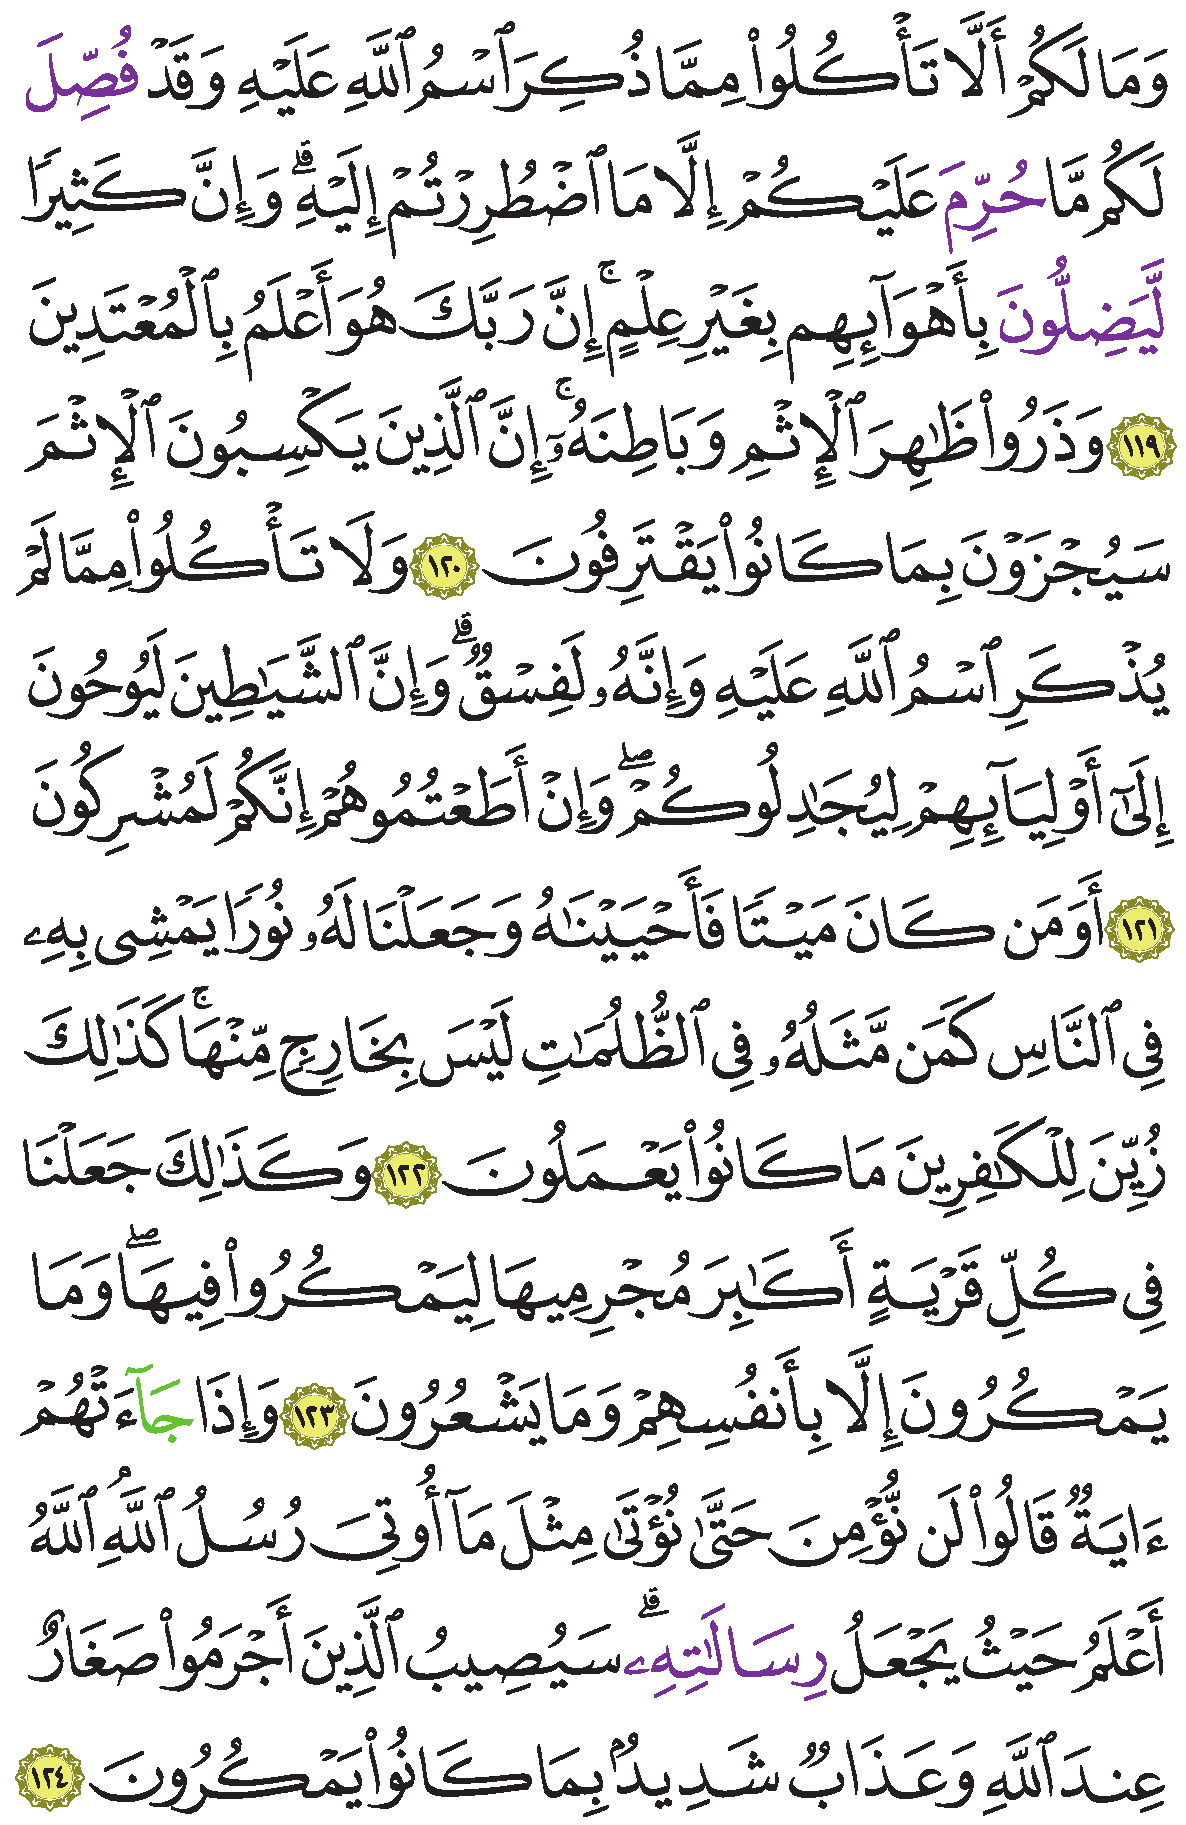 وَمَا لَكُمْ أَلَّا تَأْكُلُوا۟ مِمَّا ذُكِرَ ٱسْمُ ٱللَّهِ عَلَيْهِ وَقَدْ فُصِّلَ
لَكُم مَّا حُرِّمَ عَلَيْكُمْ إِلَّا مَا ٱضْطُرِرْتُمْ إِلَيْهِ ۗ وَإِنَّ كَثِيرًا
لَّيَضِلُّونَ بِأَهْوَآئِهِم بِغَيْرِ عِلْمٍ ۚ إِنَّ رَبَّكَ هُوَ أَعْلَمُ بِٱلْمُعْتَدِينَ
١١٩ وَذَرُوا۟ ظَٰهِرَ ٱلْإِثْمِ وَبَاطِنَهُۥٓ ۚ إِنَّ ٱلَّذِينَ يَكْسِبُونَ ٱلْإِثْمَ
سَيُجْزَوْنَ بِمَا كَانُوا۟ يَقْتَرِفُونَ ١٢٠ وَلَا تَأْكُلُوا۟ مِمَّا لَمْ
يُذْكَرِ ٱسْمُ ٱللَّهِ عَلَيْهِ وَإِنَّهُۥ لَفِسْقٌ ۗ وَإِنَّ ٱلشَّيَٰطِينَ لَيُوحُونَ
إِلَىٰٓ أَوْلِيَآئِهِمْ لِيُجَٰدِلُوكُمْ ۖ وَإِنْ أَطَعْتُمُوهُمْ إِنَّكُمْ لَمُشْرِكُونَ
١٢١ أَوَمَن كَانَ مَيْتًا فَأَحْيَيْنَٰهُ وَجَعَلْنَا لَهُۥ نُورًا يَمْشِى بِهِۦ
فِى ٱلنَّاسِ كَمَن مَّثَلُهُۥ فِى ٱلظُّلُمَٰتِ لَيْسَ بِخَارِجٍ مِّنْهَا ۚ كَذَٰلِكَ
زُيِّنَ لِلْكَٰفِرِينَ مَا كَانُوا۟ يَعْمَلُونَ ١٢٢ وَكَذَٰلِكَ جَعَلْنَا
فِى كُلِّ قَرْيَةٍ أَكَٰبِرَ مُجْرِمِيهَا لِيَمْكُرُوا۟ فِيهَا ۖ وَمَا
يَمْكُرُونَ إِلَّا بِأَنفُسِهِمْ وَمَا يَشْعُرُونَ ١٢٣ وَإِذَا جَآءَتْهُمْ
ءَايَةٌ قَالُوا۟ لَن نُّؤْمِنَ حَتَّىٰ نُؤْتَىٰ مِثْلَ مَآ أُوتِىَ رُسُلُ ٱللَّهِ ۘ ٱللَّهُ
أَعْلَمُ حَيْثُ يَجْعَلُ رِسَالَٰتِهِۦ ۗ سَيُصِيبُ ٱلَّذِينَ أَجْرَمُوا۟ صَغَارٌ
عِندَ ٱللَّهِ وَعَذَابٌ شَدِيدٌۢ بِمَا كَانُوا۟ يَمْكُرُونَ ١٢٤